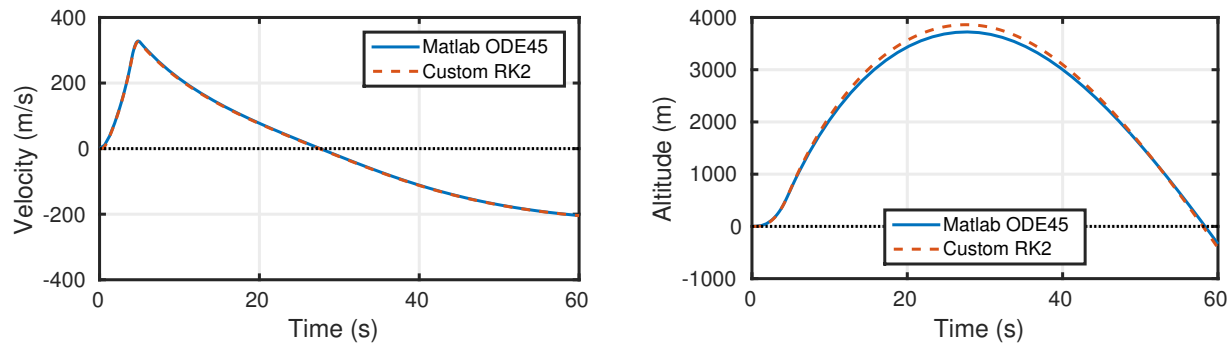 400
200
0
-200
-400
0
20
40
60
Velocity (m/s)
Time (s)
Matlab ODE45
Custom RK2
4000
3000
2000
1000
0
-1000
0
20
40
60
Altitude (m)
Time (s)
Matlab ODE45
Custom RK2